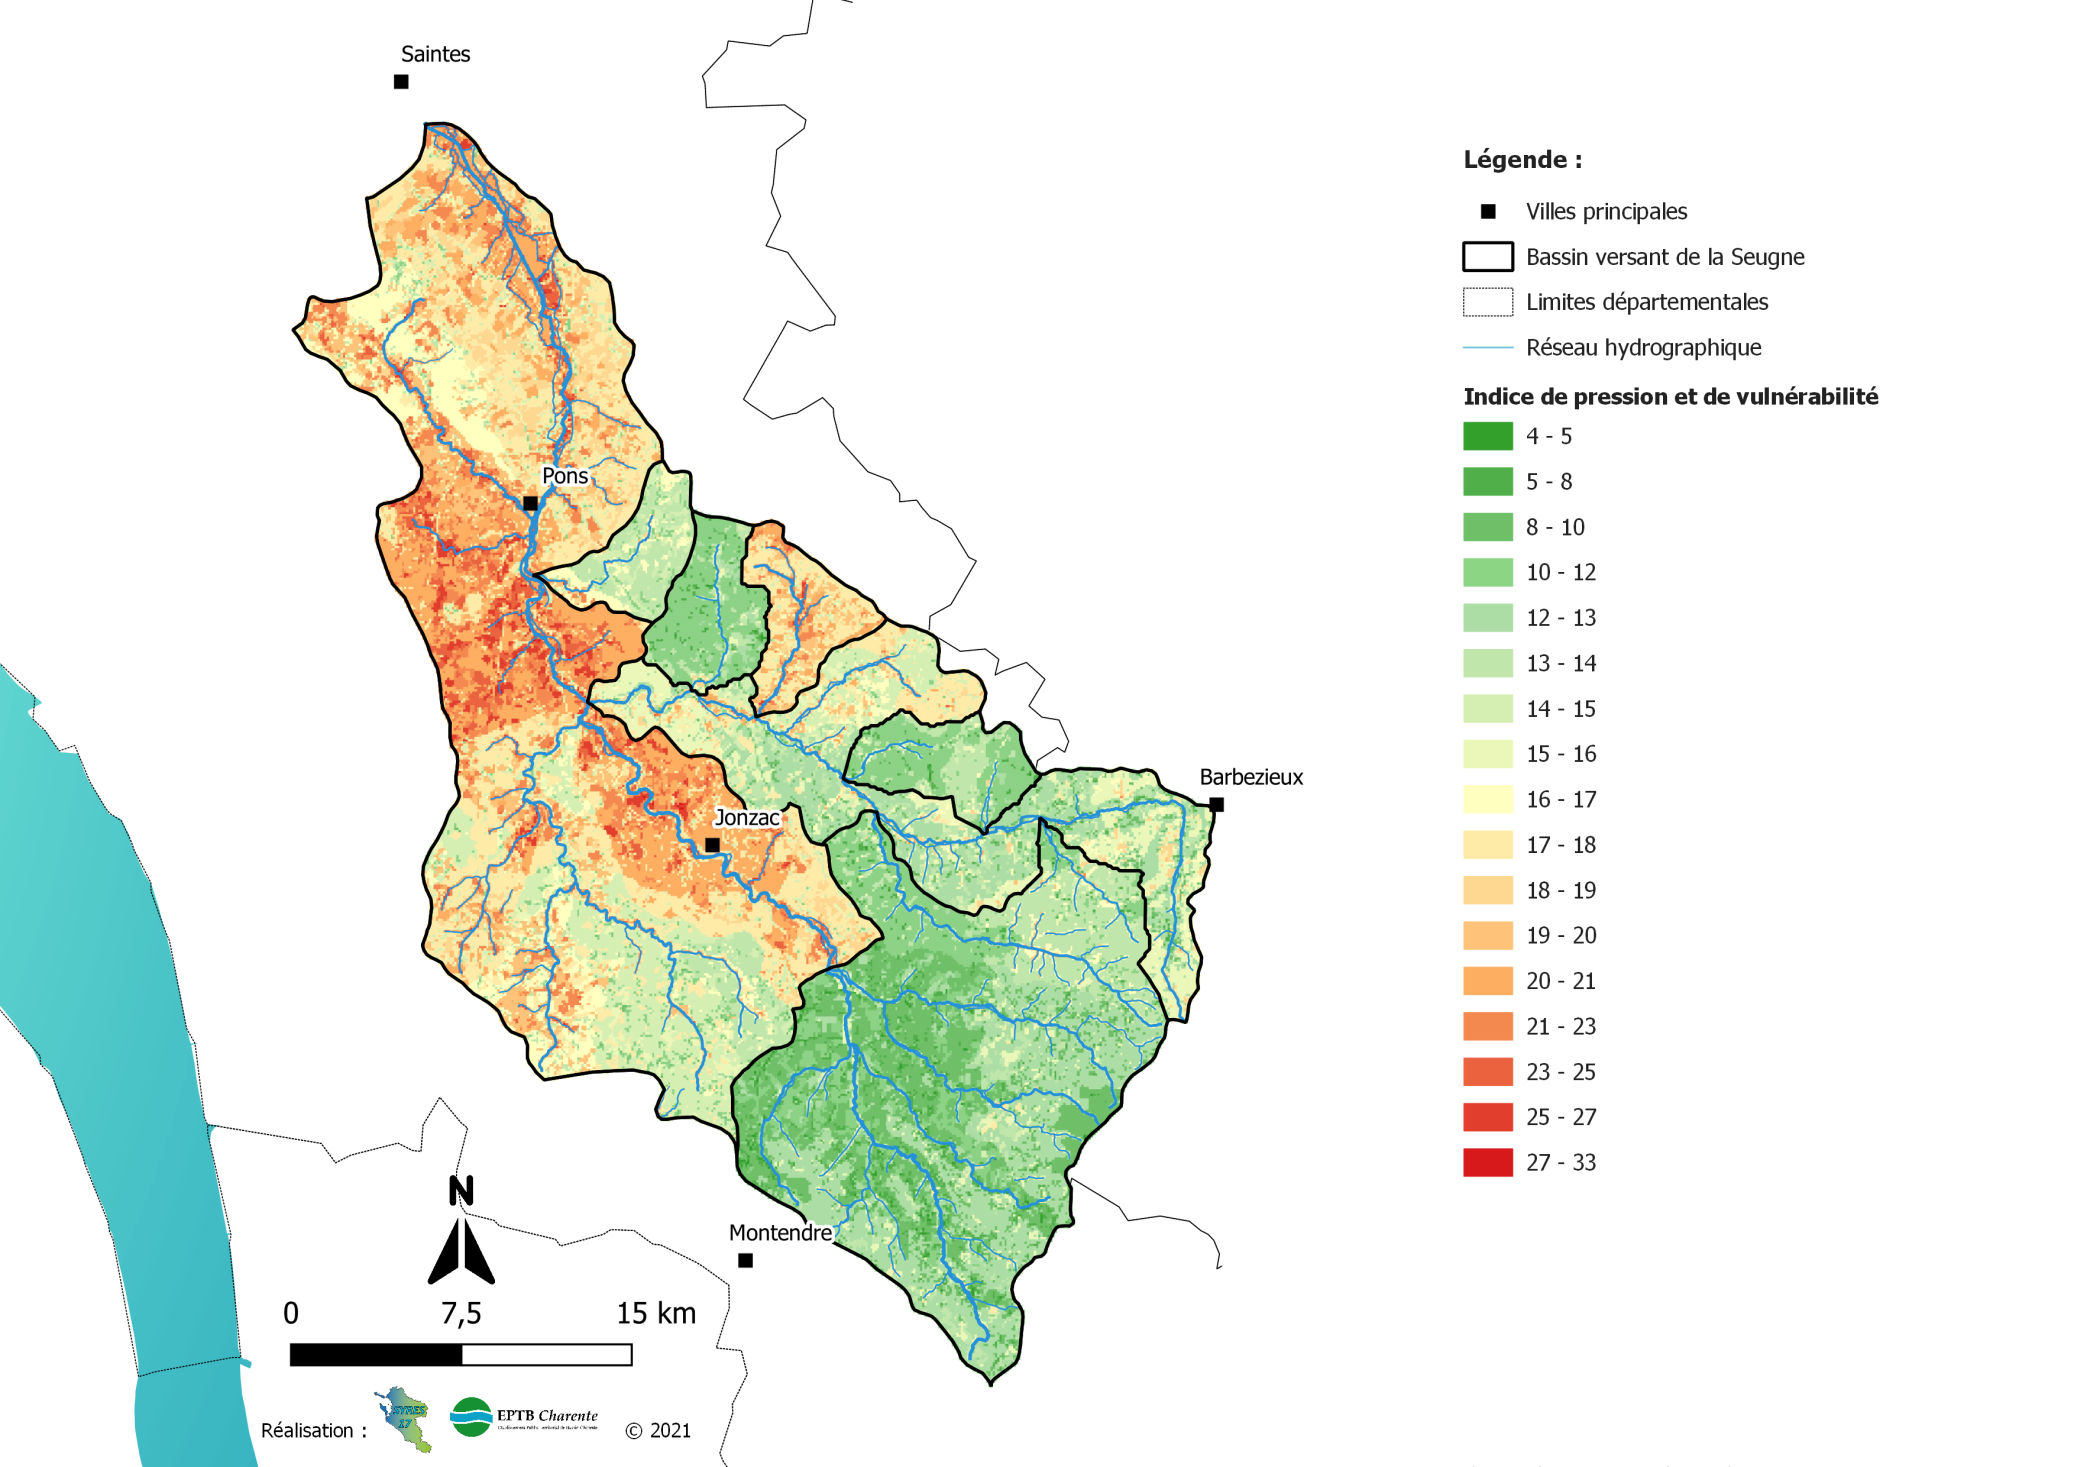 Saintes
Pons
Jonzac
Barbezieux
Montendre
N
0 7,5 15 km
Réalisation :
SYRES
17
EPTB Charente
© 2021
Légende :
Villes principales
Bassin versant de la Seugne
Limites départementales
Réseau hydrographique
Indice de pression et de vulnérabilité
4 - 5
5 - 8
8 - 10
10 - 12
12 - 13
13 - 14
14 - 15
15 - 16
16 - 17
17 - 18
18 - 19
19 - 20
20 - 21
21 - 23
23 - 25
25 - 27
27 - 33